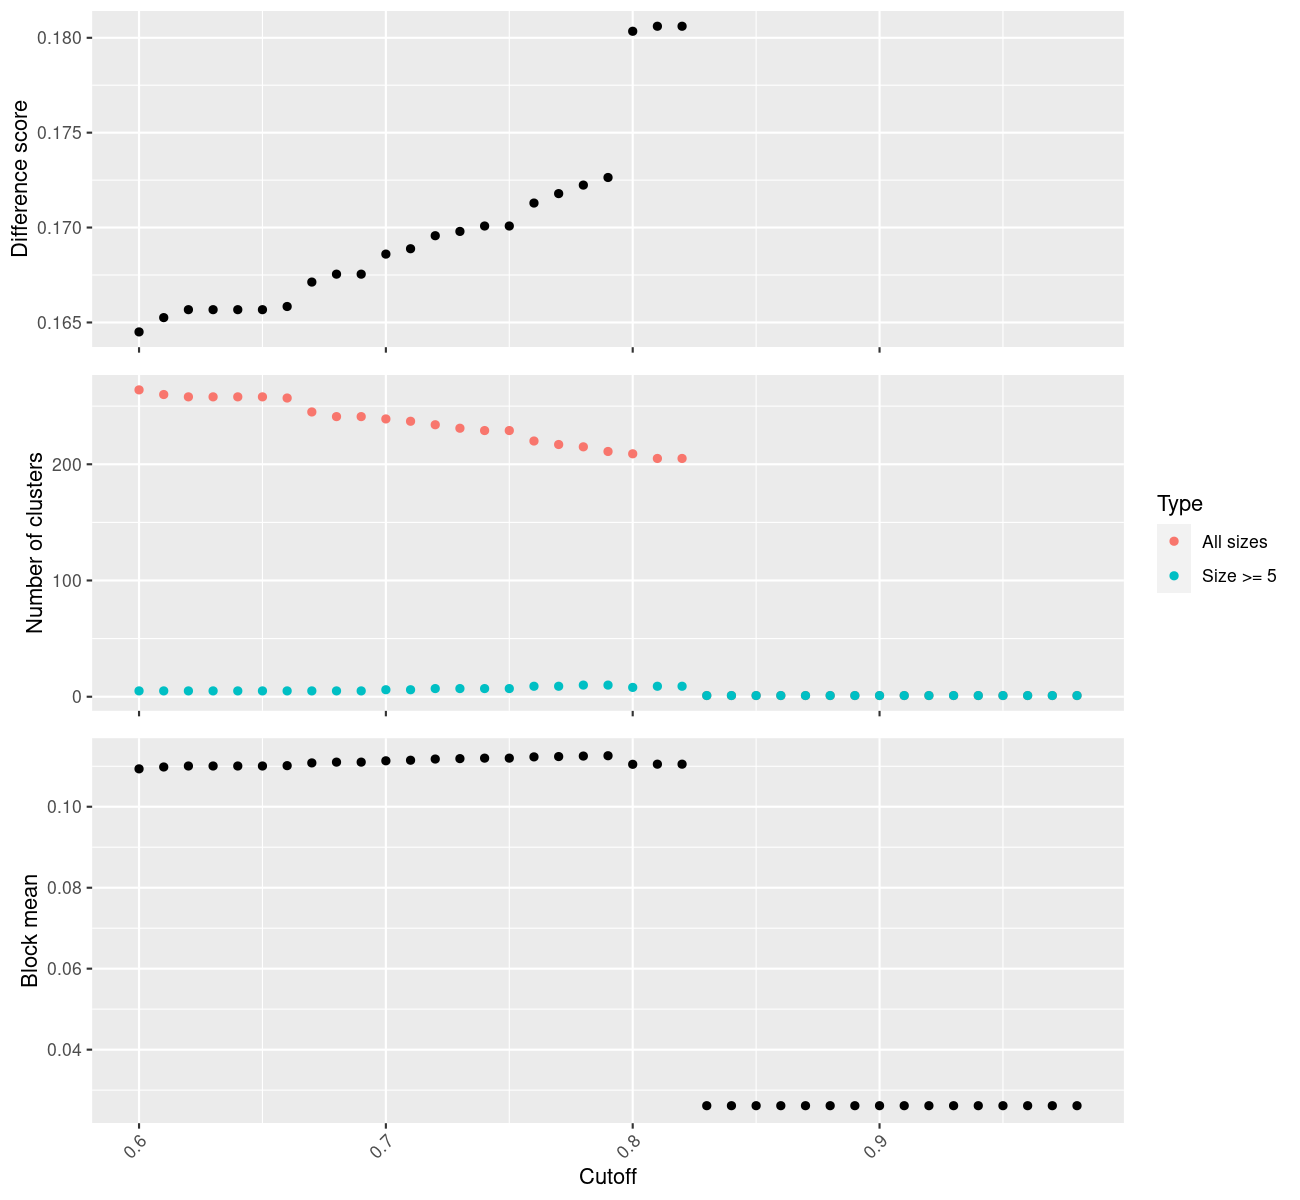 Difference score
0.180
0.175
0.170
0.165
Number of clusters
200
100
0
Type
All sizes
Size >= 5
Block mean
0.10
0.08
0.06
0.04
0.6
0.7
0.8
0.9
Cutoff